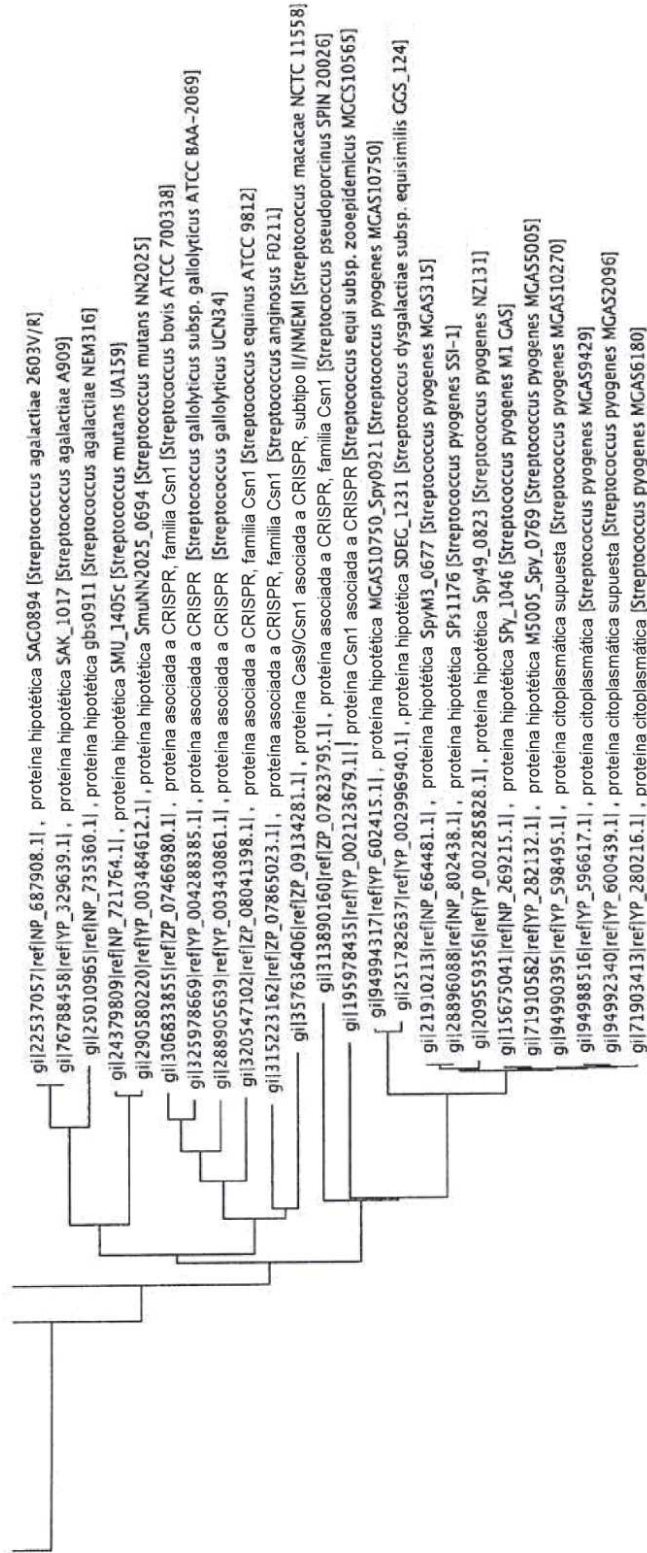 gi|22537057|ref|NP_687908.1| , proteína hipotética SAG0894 [Streptococcus agalactiae 2603V/R]
gi|76788458|ref|YP_329639.1| , proteína hipotética SAK_1017 [Streptococcus agalactiae A909]
gi|25010965|ref|NP_735360.1| , proteína hipotética gbs0911 [Streptococcus agalactiae NEM316]
gi|24379809|ref|NP_721764.1| , proteína hipotética SMU_1405c [Streptococcus mutans UA159]
gi|290580220|ref|YP_003484612.1| , proteína hipotética SmuNN2025_0694 [Streptococcus mutans NN2025]
gi|306833855|ref|ZP_07466980.1| , proteína asociada a CRISPR, familia Csn1 [Streptococcus bovis ATCC 700338]
gi|325978669|ref|YP_004288385.1| , proteína asociada a CRISPR [Streptococcus gallolyticus subsp. gallolyticus ATCC BAA-2069]
gi|288905639|ref|YP_003430861.1| , proteína asociada a CRISPR [Streptococcus gallolyticus UCN34]
gi|320547102|ref|ZP_08041398.1| , proteína asociada a CRISPR, familia Csn1 [Streptococcus equinus ATCC 9812]
gi|315223162|ref|ZP_07865023.1| , proteína asociada a CRISPR, familia Csn1 [Streptococcus anginosus F0211]
gi|357636406|ref|ZP_09134281.1| , proteína Cas9/Csn1 asociada a CRISPR, subtipo II/NMEMI [Streptococcus macacae NCTC 11558]
gi|313890160|ref|ZP_07823795.1| , proteína asociada a CRISPR, familia Csn1 [Streptococcus pseudoporcinus SPIN 20026]
gi|195978435|ref|YP_002123679.1| , proteína Csn1 asociada a CRISPR [Streptococcus equi subsp. zooepidemicus MGCS10565]
gi|94994317|ref|YP_602415.1| , proteína hipotética MGAS10750_Spy0921 [Streptococcus pyogenes MGAS10750]
gi|251782637|ref|YP_002996940.1| , proteína hipotética SDEG_1231 [Streptococcus dysgalactiae subsp. equisimilis GGS_124]
gi|21910213|ref|NP_664481.1| , proteína hipotética SpyM3_0677 [Streptococcus pyogenes MGAS315]
gi|28896088|ref|NP_802438.1| , proteína hipotética SPs1176 [Streptococcus pyogenes SSI-1]
gi|209559356|ref|YP_002285828.1| , proteína hipotética Spy49_0823 [Streptococcus pyogenes NZ131]
gi|15675041|ref|NP_269215.1| , proteína hipotética SPy_1046 [Streptococcus pyogenes M1 GAS]
gi|71910582|ref|YP_282132.1| , proteína hipotética M5005_Spy_0769 [Streptococcus pyogenes MGAS5005]
gi|94990395|ref|YP_598495.1| , proteína citoplasmática supuesta [Streptococcus pyogenes MGAS10270]
gi|94988516|ref|YP_596617.1| , proteína citoplasmática [Streptococcus pyogenes MGAS9429]
gi|94992340|ref|YP_600439.1| , proteína citoplasmática supuesta [Streptococcus pyogenes MGAS2096]
gi|71903413|ref|YP_280216.1| , proteína citoplasmática [Streptococcus pyogenes MGAS6180]